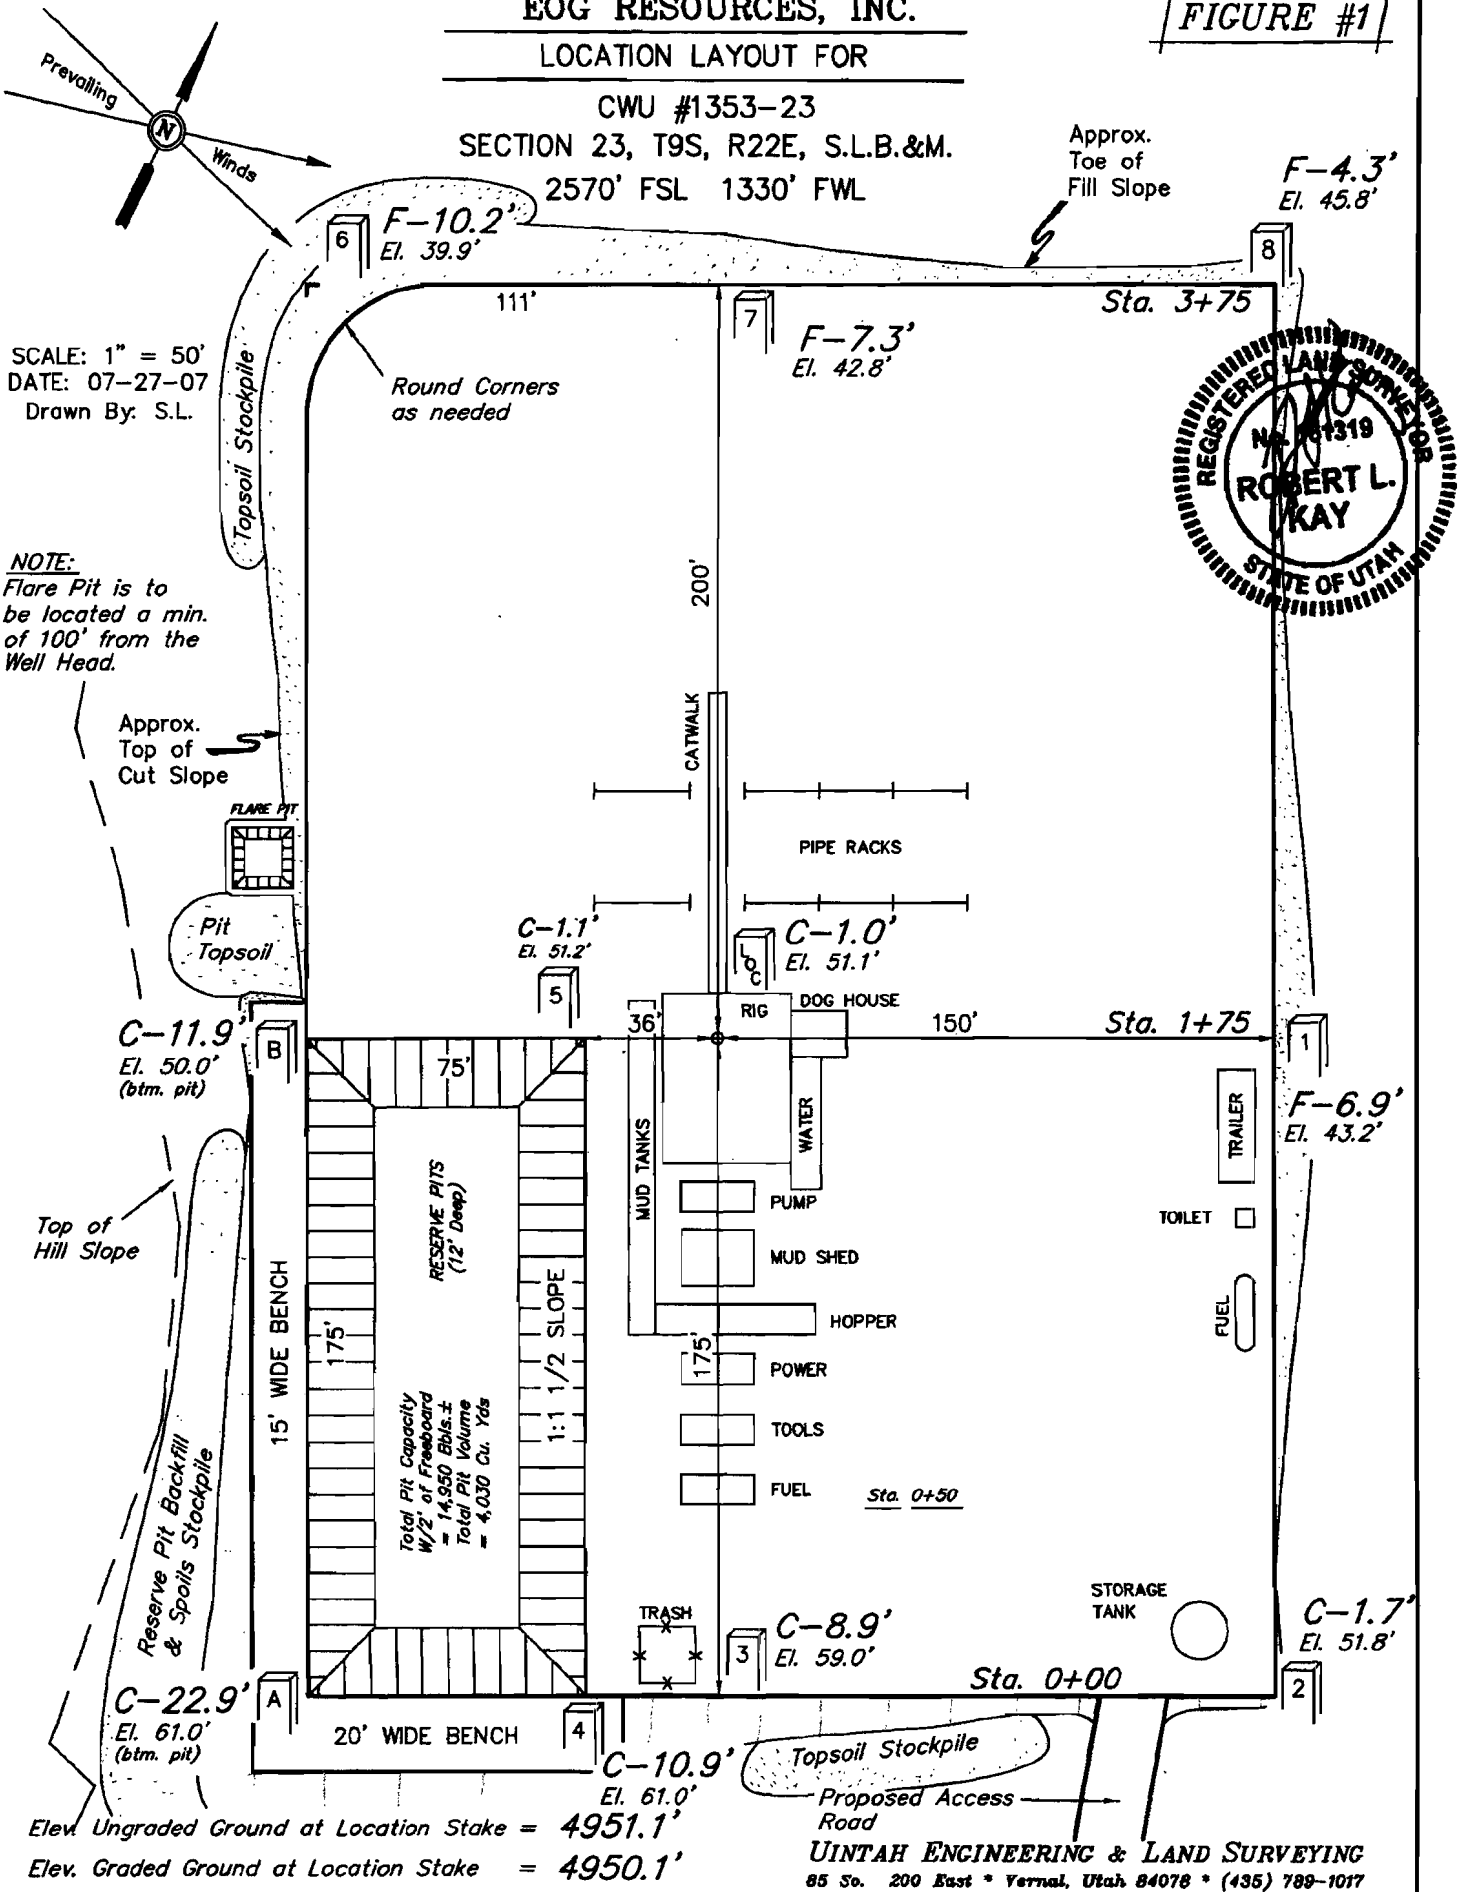 EOG RESOURCES, INC.
LOCATION LAYOUT FOR
CWU #1353-23
SECTION 23, T9S, R22E, S.L.B.&M.
2570' FSL 1330' FWL
FIGURE #1
Prevailing
Winds
N
SCALE: 1" = 50'
DATE: 07-27-07
Drawn By: S.L.
Approx.
Toe of
Fill Slope
F-4.3'
El. 45.8'
8
6
F-10.2'
El. 39.9'
111'
7
F-7.3'
El. 42.8'
Sta. 3+75
Round Corners
as needed
Topsoil Stockpile
REGISTERED LAND SURVEYOR
ROBERT L.
KAY
STATE OF UTAH
NOTE:
Flare Pit is to
be located a min.
of 100' from the
Well Head.
200'
Approx.
Top of
Cut Slope
FLARE PIT
CATWALK
PIPE RACKS
Pit
Topsoil
C-1.1'
El. 51.2'
5
LOC
C-1.0'
El. 51.1'
C-11.9'
El. 50.0'
(btm. pit)
B
75'
36'
RIG
DOG HOUSE
150'
Sta. 1+75
1
F-6.9'
El. 43.2'
MUD TANKS
WATER
TRAILER
TOILET
FUEL
PUMP
MUD SHED
HOPPER
175'
POWER
TOOLS
FUEL
Sta. 0+50
Top of
Hill Slope
15' WIDE BENCH
175'
RESERVE PITS
(12' Deep)
1:1 1/2 SLOPE
Total Pit Capacity
W/2' of Freeboard
= 14,950 Bbls.±
Total Pit Volume
= 4,030 Cu. Yds
Reserve Pit Backfill
& Spoils Stockpile
TRASH
3
C-8.9'
El. 59.0'
STORAGE
TANK
Sta. 0+00
C-1.7'
El. 51.8'
2
C-22.9'
El. 61.0'
(btm. pit)
A
20' WIDE BENCH
4
C-10.9'
El. 61.0'
Topsoil Stockpile
Proposed Access
Road
Elev. Ungraded Ground at Location Stake = 4951.1'
Elev. Graded Ground at Location Stake = 4950.1'
UINTAH ENGINEERING & LAND SURVEYING
85 So. 200 East * Vernal, Utah 84078 * (435) 789-1017